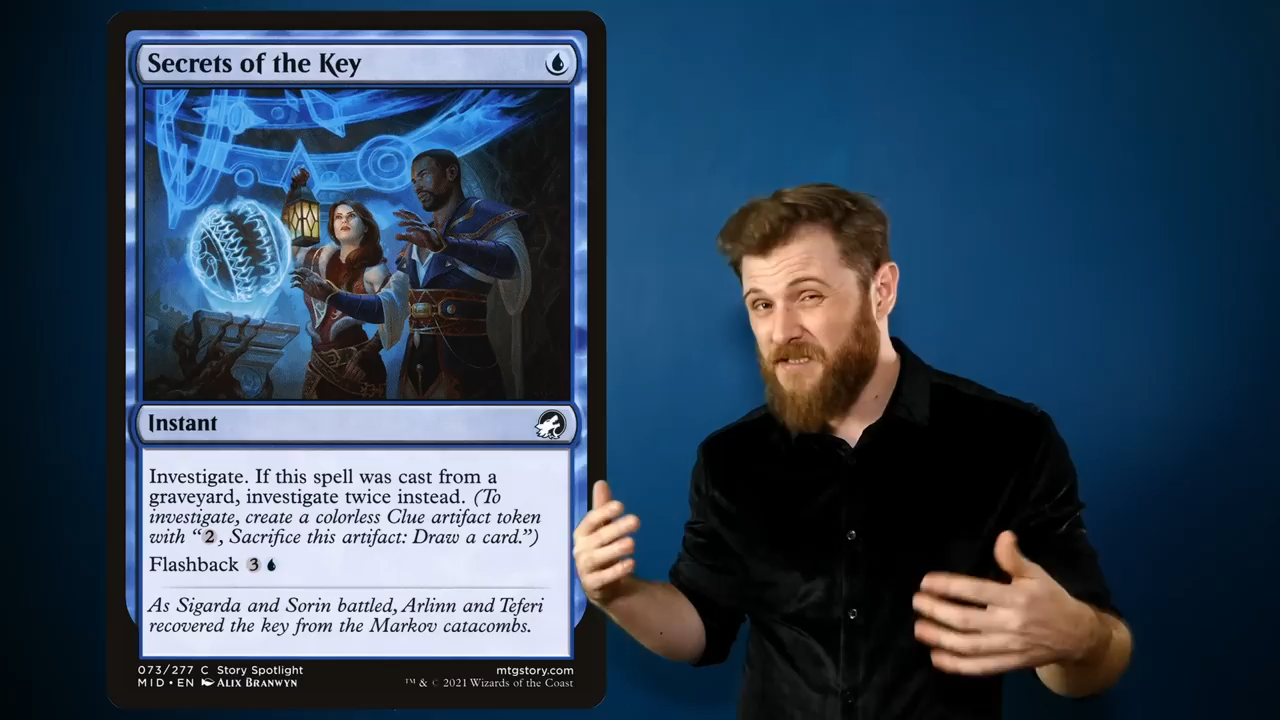 Secrets of the Key
Instant
Investigate. If this spell was cast from a
graveyard, investigate twice instead. (To
investigate, create a colorless Clue artifact token
with “2, Sacrifice this artifact: Draw a card.”)
Flashback 3
As Sigarda and Sorin battled, Arlinn and Teferi
recovered the key from the Markov catacombs.
073/277 C Story Spotlight
mtgstory.com
MID • EN Alix Branwyn
™ & © 2021 Wizards of the Coast